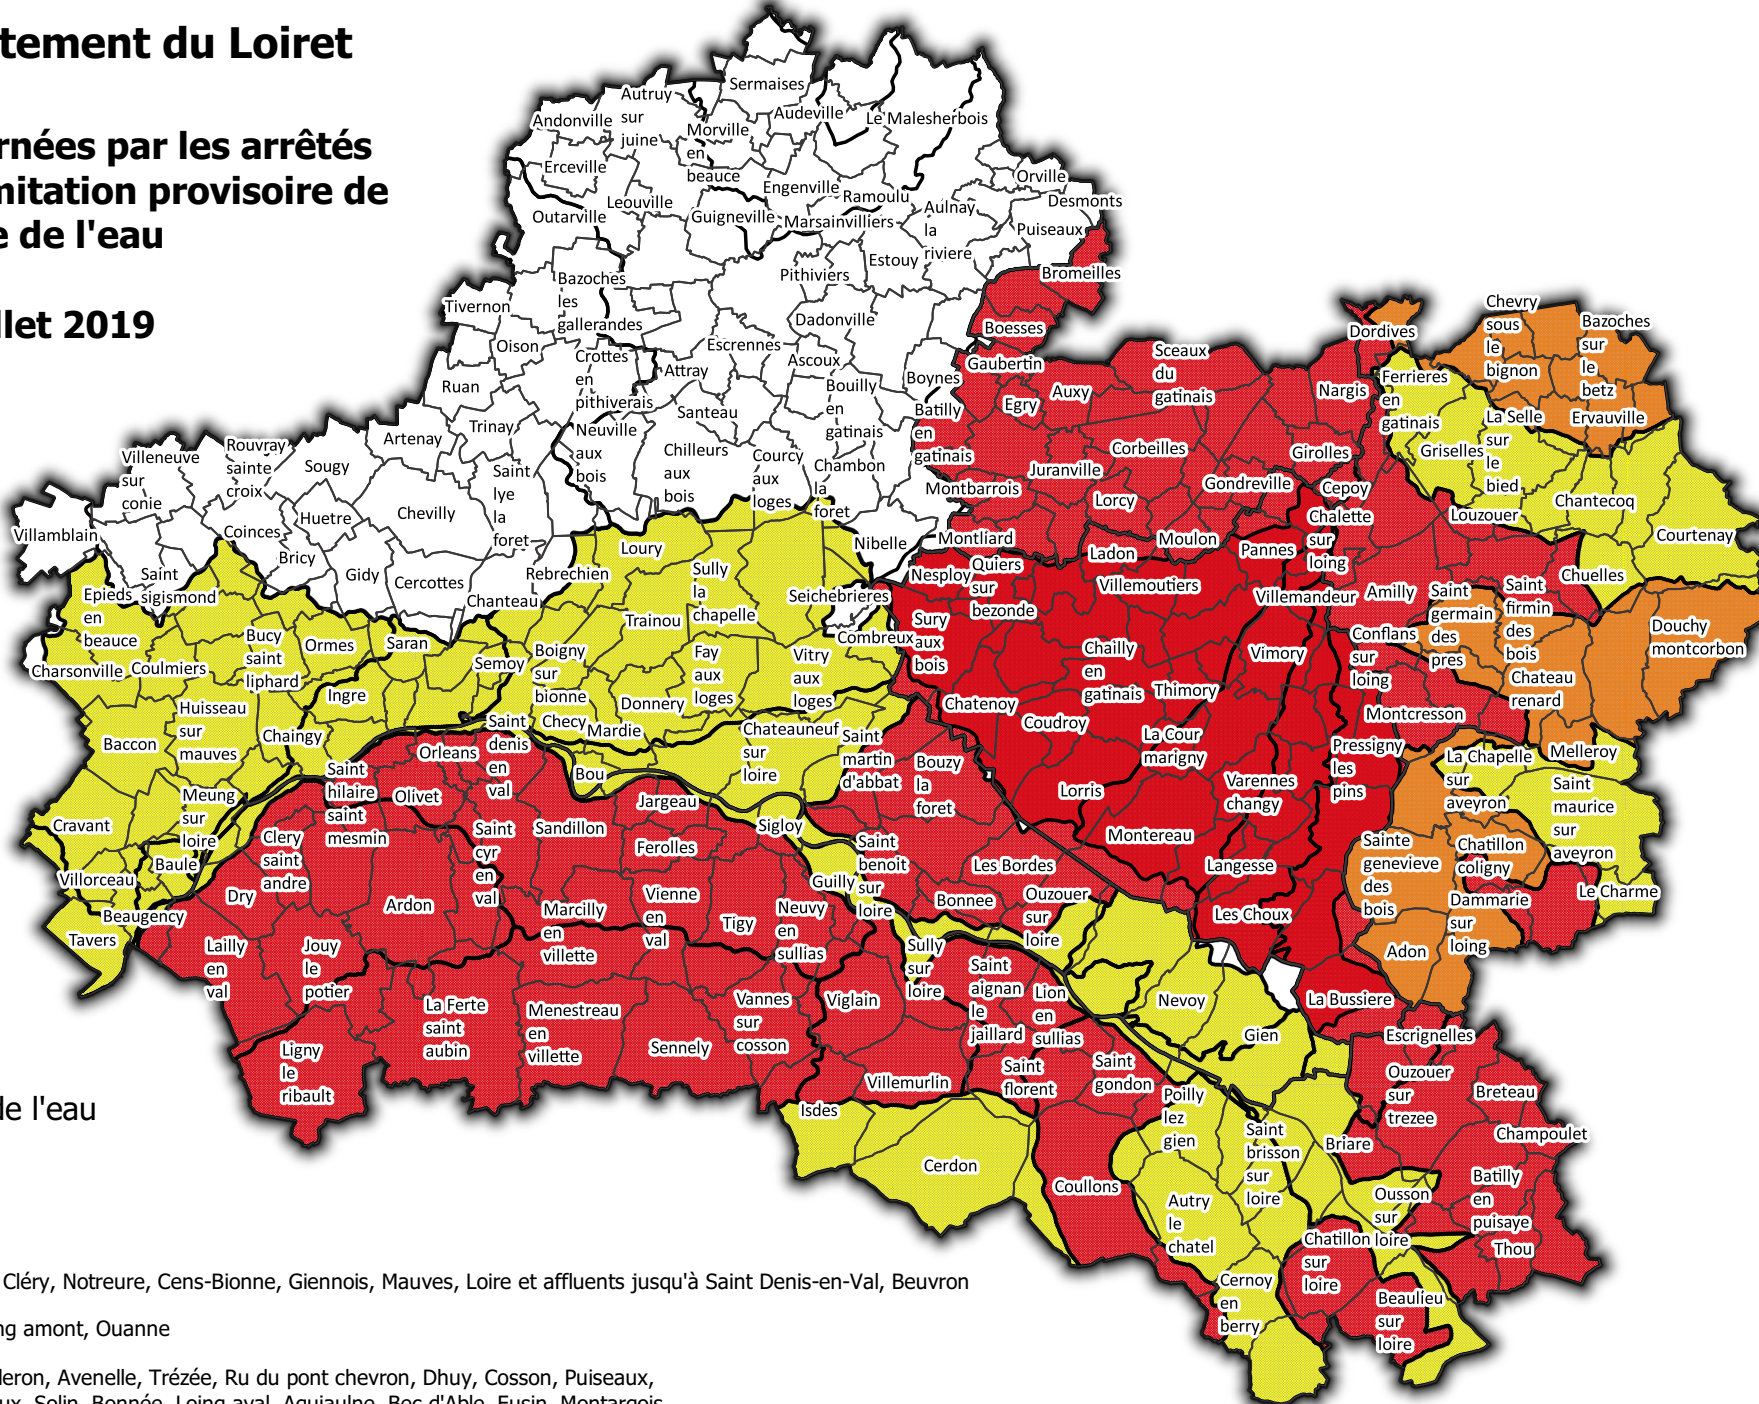 tement du Loiret
rnées par les arrêtés
mitation provisoire de
e de l'eau
llet 2019
Sermaises
Autruy
sur
juine
Andonville
Audeville
Le Malesherbois
Morville
en
beauce
Erceville
Orville
Engenville
Ramoulu
Desmonts
Leouville
Aulnay
la
riviere
Outarville
Guigneville
Marsainvilliers
Puiseaux
Estouy
Bromeilles
Pithiviers
Bazoches
les
gallerandes
Tivernon
Dadonville
Boesses
Oison
Escrennes
Crottes
en
pithiverais
Ascoux
Attray
Gaubertin
Ruan
Bouilly
en
gatinais
Boynes
Auxy
Sceaux
du
gatinais
Dordives
Chevry
sous
le
bignon
Bazoches
sur
le
betz
Nargis
Ferrieres
en
gatinais
Egry
Santeau
Batilly
en
gatinais
La Selle
sur
le
bied
Ervauville
Trinay
Neuville
aux
bois
Artenay
Rouvray
sainte
croix
Villeneuve
sur
conie
Sougy
Chilleurs
aux
bois
Courcy
aux
loges
Chambon
la
foret
Corbeilles
Girolles
Griselles
Juranville
Saint
lye
la
foret
Gondreville
Cepoy
Montbarrois
Lorcy
Chantecoq
Huetre
Chevilly
Chalette
sur
loing
Louzouer
Villamblain
Coinces
Montliard
Moulon
Courtenay
Nibelle
Loury
Ladon
Pannes
Bricy
Quiers
sur
bezonde
Gidy
Cercottes
Rebrechien
Sully
la
chapelle
Nesploy
Saint
sigismond
Chuelles
Villemoutiers
Epieds
en
beauce
Seichebrieres
Villemandeur
Amilly
Saint
germain
des
pres
Saint
firmin
des
bois
Chanteau
Trainou
Sury
aux
bois
Douchy
montcorbon
Combreux
Conflans
sur
loing
Bucy
saint
liphard
Ormes
Saran
Boigny
sur
bionne
Fay
aux
loges
Vitry
aux
loges
Chailly
en
gatinais
Vimory
Semoy
Charsonville
Coulmiers
Chateau
renard
Thimory
Ingre
Chatenoy
Donnery
Huisseau
sur
mauves
Montcresson
Coudroy
Saint
denis
en
val
Checy
Mardie
Chateauneuf
sur
loire
Saint
martin
d'abbat
La Cour
marigny
Chaingy
Baccon
Pressigny
les
pins
Orleans
La Chapelle
sur
aveyron
Melleroy
Bouzy
la
foret
Saint
hilaire
saint
mesmin
Bou
Varennes
changy
Saint
maurice
sur
aveyron
Lorris
Meung
sur
loire
Olivet
Jargeau
Cravant
Sigloy
Saint
cyr
en
val
Sandillon
Clery
saint
andre
Montereau
Sainte
genevieve
des
bois
Saint
benoit
sur
loire
Chatillon
coligny
Ferolles
Baule
Les Bordes
Langesse
Villorceau
Guilly
Le Charme
Dry
Vienne
en
val
Ouzouer
sur
loire
Bonnee
Dammarie
sur
loing
Ardon
Marcilly
en
villette
Neuvy
en
sullias
Beaugency
Les Choux
Tigy
Tavers
Lailly
en
val
Jouy
le
potier
Sully
sur
loire
Adon
Saint
aignan
le
jaillard
Lion
en
sullias
Viglain
Nevoy
La Bussiere
La Ferte
saint
aubin
Menestreau
en
villette
Vannes
sur
cosson
Gien
Escrignelles
Sennely
Ligny
le
ribault
Saint
gondon
Saint
florent
Ouzouer
sur
trezee
Villemurlin
Breteau
Poilly
lez
gien
Isdes
Champoulet
Saint
brisson
sur
loire
Briare
Cerdon
Batilly
en
puisaye
Coullons
Ousson
sur
loire
Autry
le
chatel
Chatillon
sur
loire
Thou
Cernoy
en
berry
Beaulieu
sur
loire
de l'eau
Cléry, Notreure, Cens-Bionne, Giennois, Mauves, Loire et affluents jusqu'à Saint Denis-en-Val, Beuvron
ng amont, Ouanne
deron, Avenelle, Trézée, Ru du pont chevron, Dhuy, Cosson, Puiseaux,
ux, Solin, Bonnée, Loing aval, Aquiaulne, Bec d'Able, Fusin, Montargois